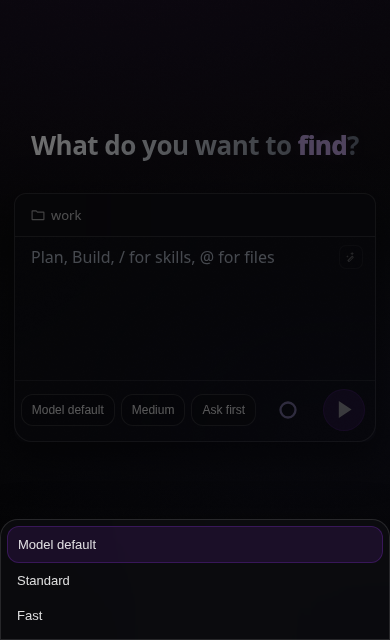 What do you want to find?
work
Plan, Build, / for skills, @ for files
Model default
Medium
Ask first
Model default
Standard
Fast